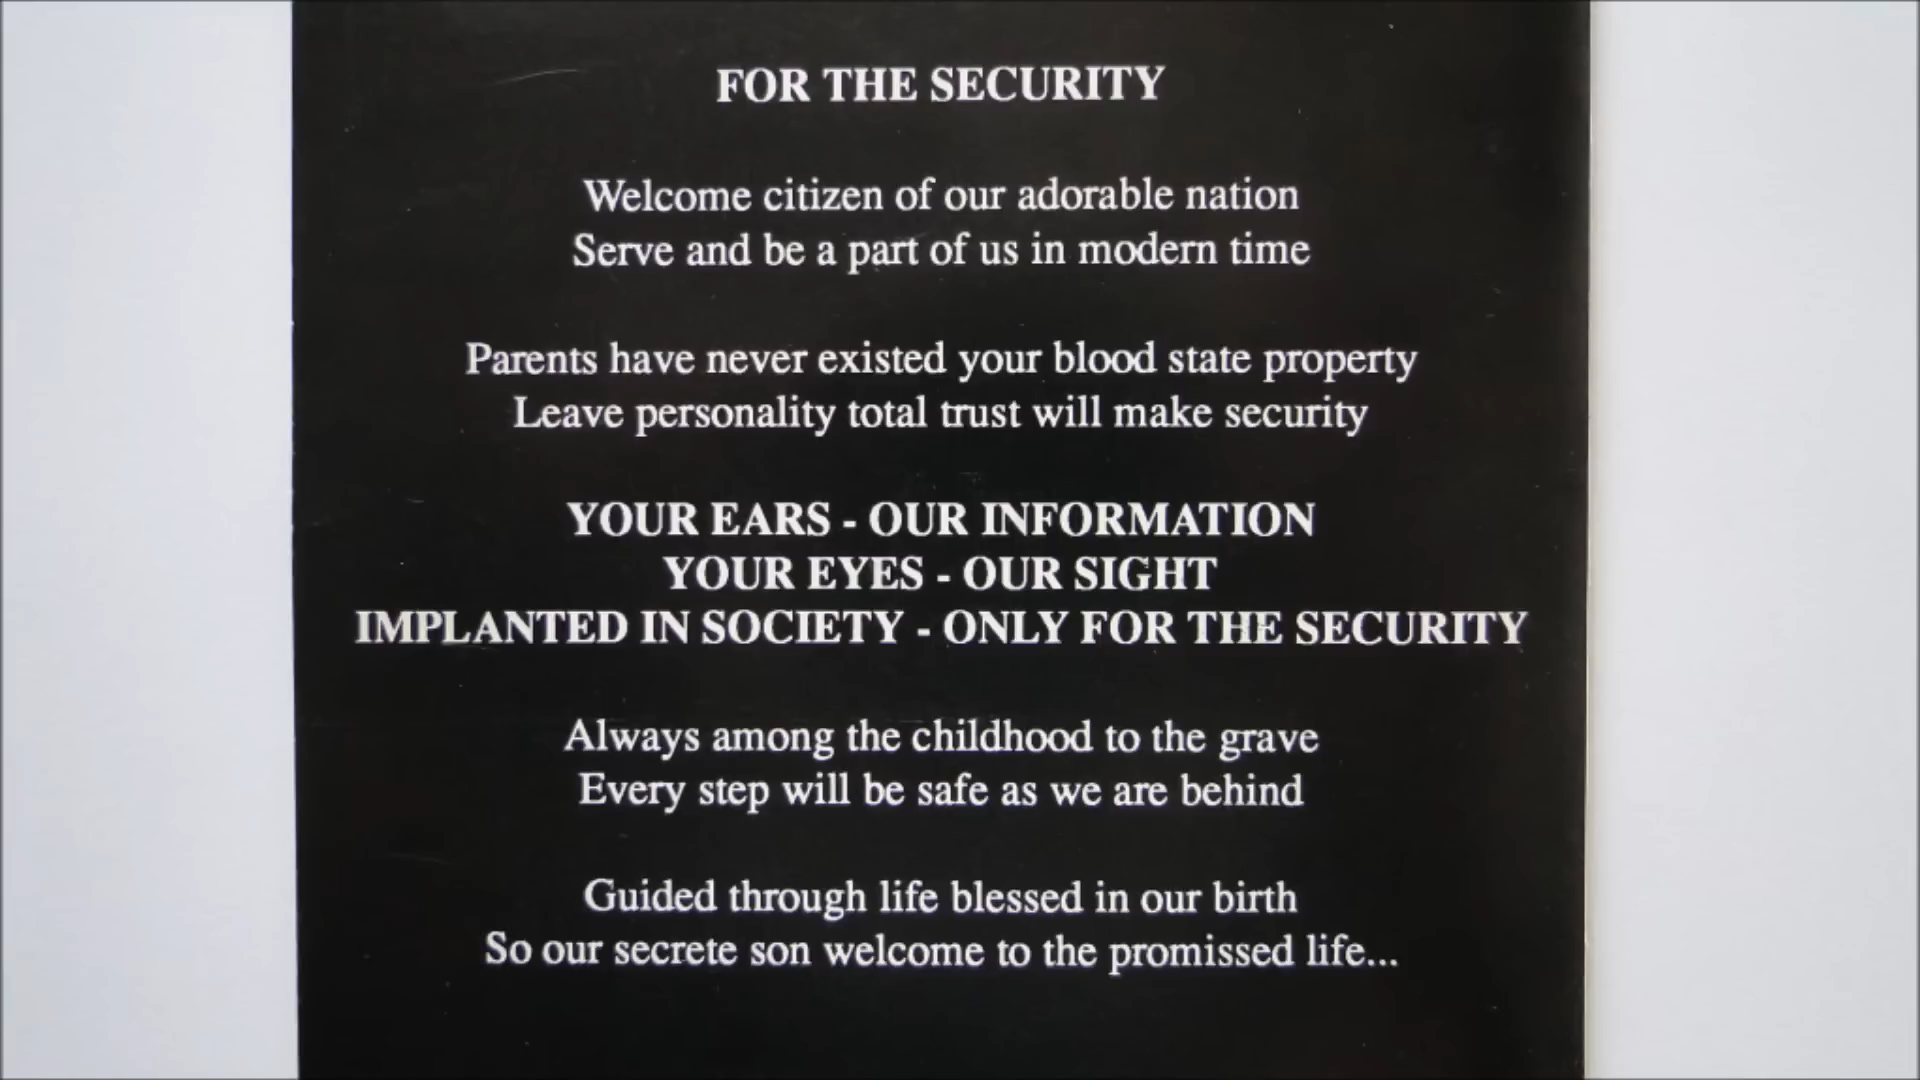 FOR THE SECURITY
Welcome citizen of our adorable nation
Serve and be a part of us in modern time
Parents have never existed your blood state property
Leave personality total trust will make security
YOUR EARS - OUR INFORMATION
YOUR EYES - OUR SIGHT
IMPLANTED IN SOCIETY - ONLY FOR THE SECURITY
Always among the childhood to the grave
Every step will be safe as we are behind
Guided through life blessed in our birth
So our secrete son welcome to the promissed life...